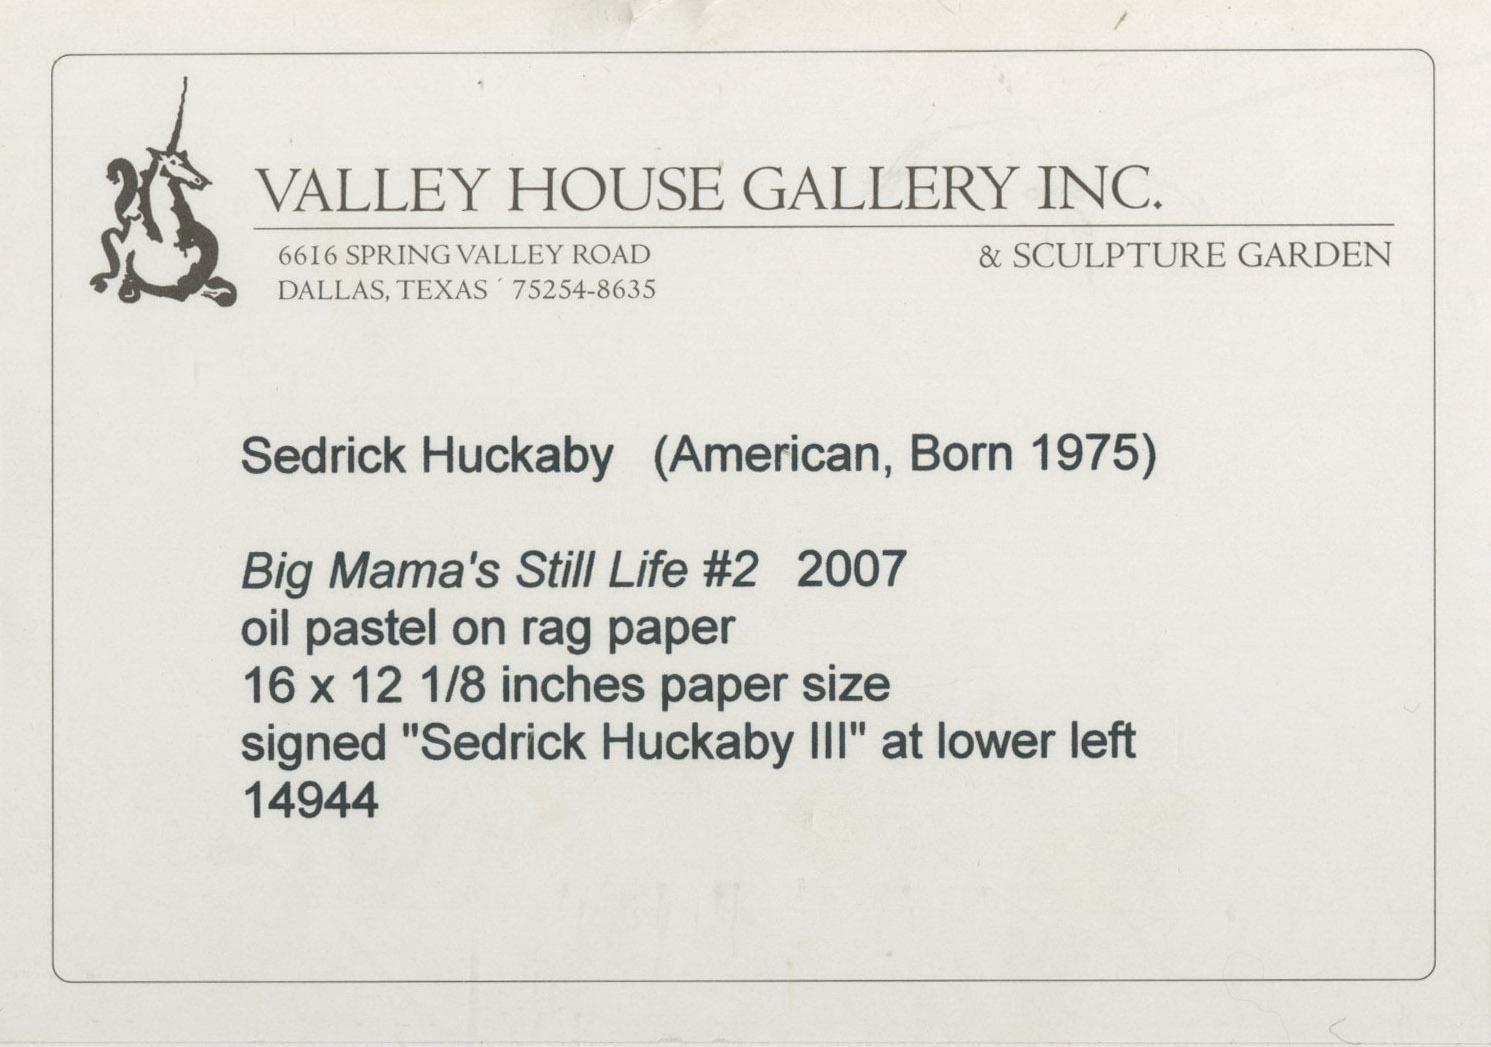 VALLEY HOUSE GALLERY INC.
& SCULPTURE GARDEN
6616 SPRING VALLEY ROAD
DALLAS, TEXAS ´ 75254-8635
Sedrick Huckaby (American, Born 1975)
Big Mama's Still Life #2 2007
oil pastel on rag paper
16 x 12 1/8 inches paper size
signed "Sedrick Huckaby III" at lower left
14944